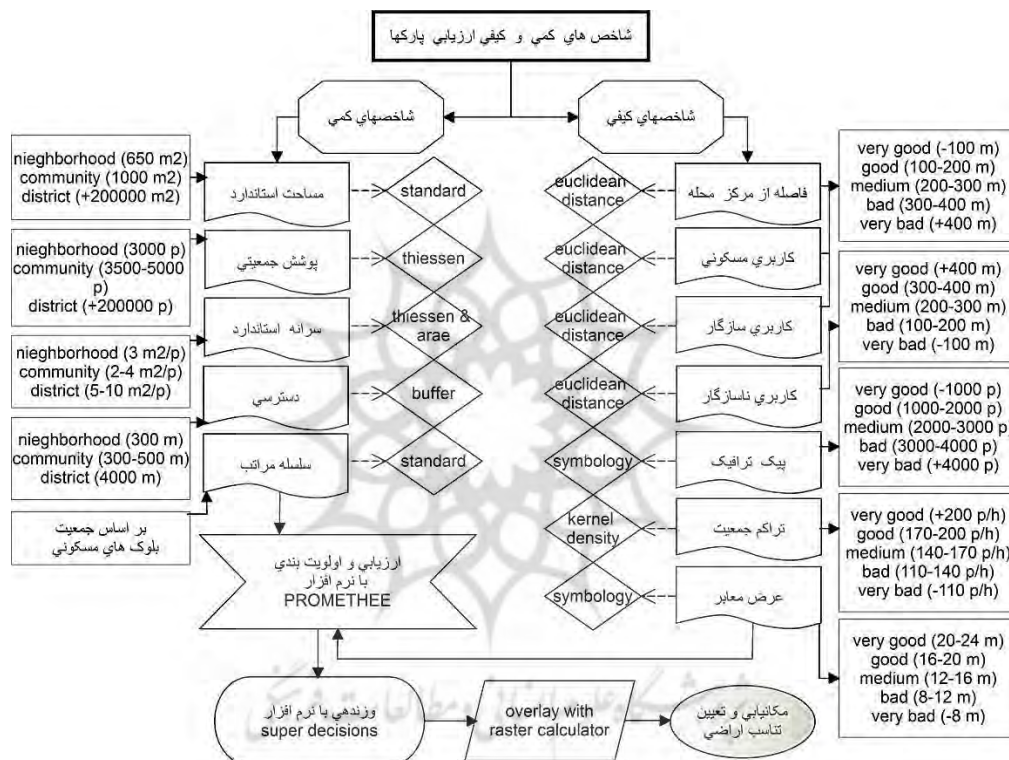 شاخص هاي كمي و كيفي ارزيابي پاركها
شاخصهاي كمي
شاخصهاي كيفي
nieghborhood (650 m2)
community (1000 m2)
district (+200000 m2)
مساحت استاندارد
standard
nieghborhood (3000 p)
community (3500-5000
p)
district (+200000 p)
پوشش جمعيتي
thiessen
nieghborhood (3 m2/p)
community (2-4 m2/p)
district (5-10 m2/p)
سرانه استاندارد
thiessen &
arae
nieghborhood (300 m)
community (300-500 m)
district (4000 m)
دسترسي
buffer
بر اساس جمعيت
بلوک هاي مسكوني
سلسله مراتب
standard
euclidean
distance
فاصله از مركز محله
very good (-100 m)
good (100-200 m)
medium (200-300 m)
bad (300-400 m)
very bad (+400 m)
euclidean
distance
كاربري مسكوني
euclidean
distance
كاربري سازگار
very good (+400 m)
good (300-400 m)
medium (200-300 m)
bad (100-200 m)
very bad (-100 m)
euclidean
distance
كاربري ناسازگار
symbology
پيک ترافيک
very good (-1000 p)
good (1000-2000 p)
medium (2000-3000 p)
bad (3000-4000 p)
very bad (+4000 p)
kernel
density
تراكم جمعيت
very good (+200 p/h)
good (170-200 p/h)
medium (140-170 p/h)
bad (110-140 p/h)
very bad (-110 p/h)
symbology
عرض معابر
very good (20-24 m)
good (16-20 m)
medium (12-16 m)
bad (8-12 m)
very bad (-8 m)
ارزيابي و اولويت بندي
با نرم افزار
PROMETHEE
وزندهي با نرم افزار
super decisions
overlay with
raster calculator
مكانيابي و تعيين
تناسب اراضي
پژوهشگاه علوم انسانی و مطالعات فرهنگی